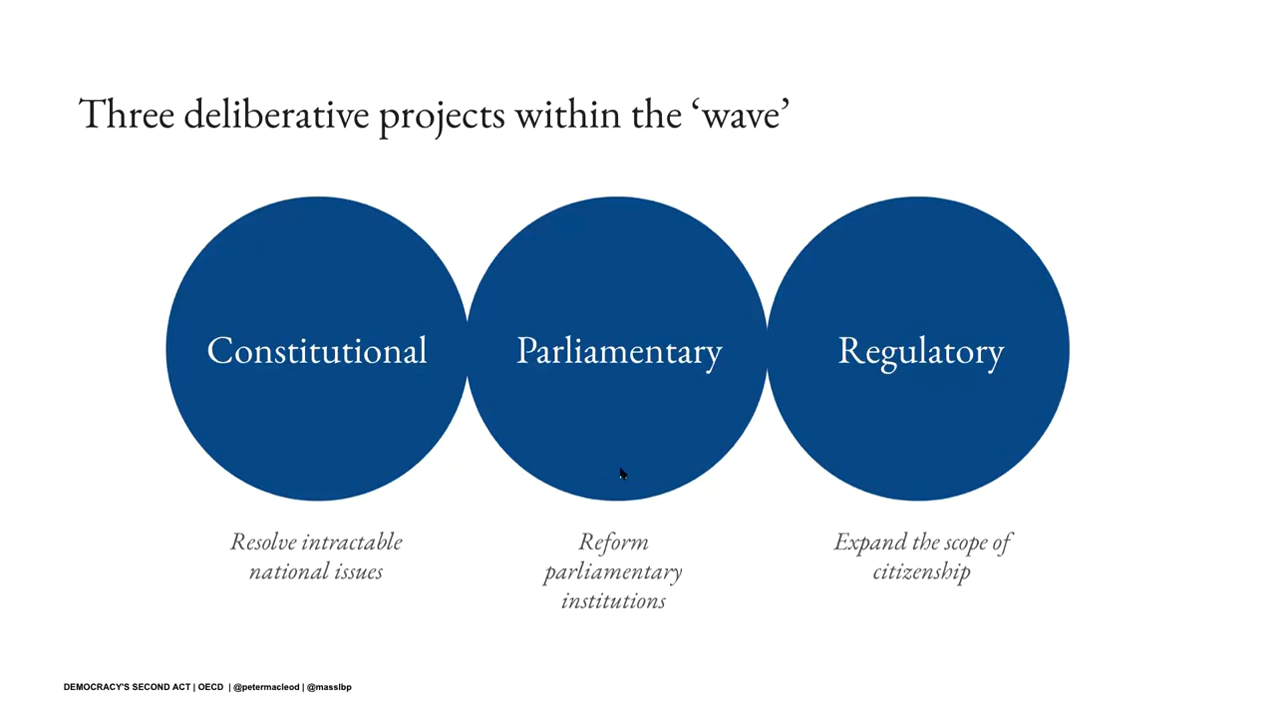 Three deliberative projects within the ‘wave’
Constitutional
Parliamentary
Regulatory
Resolve intractable
national issues
Reform
parliamentary
institutions
Expand the scope of
citizenship
DEMOCRACY'S SECOND ACT | OECD | @petermacleod | @masslbp